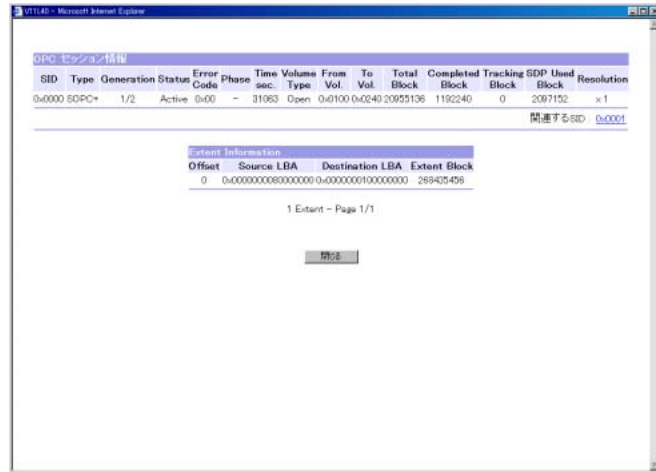 V11L40 - Microsoft Internet Explorer
OPC セッション情報
SID Type Generation Status Error Code Phase Time sec. Volume Type From Vol. To Vol. Total Block Completed Block Tracking Block SDP Used Block Resolution
0x0000 SOPC+ 1/2 Active 0x00 - 31063 Open 0x0100 0x0240 20955136 1192240 0 2097152 ×1
関連するSID 0x0001
Extent Information
Offset Source LBA Destination LBA Extent Block
0 0x0000000080000000 0x0000000100000000 268435456
1 Extent - Page 1/1
閉じる